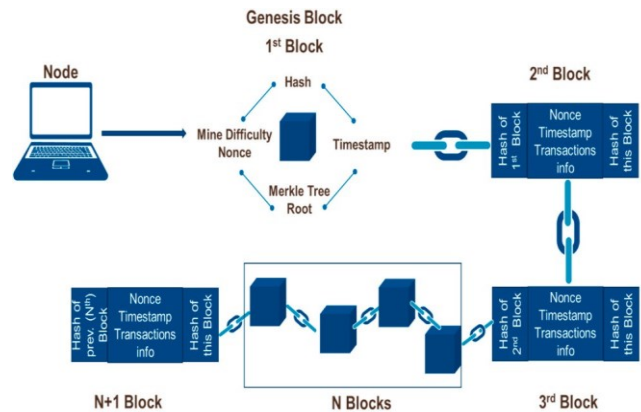 Genesis Block
1st Block
Node
2nd Block
Hash
Mine Difficulty
Nonce
Timestamp
Merkle Tree
Root
Hash of
1st Block
Nonce
Timestamp
Transactions
info
Hash of
this Block
Hash of
prev. (Nth)
Block
Nonce
Timestamp
Transactions
info
Hash of
this Block
Hash of
2nd Block
Nonce
Timestamp
Transactions
info
Hash of
this Block
N+1 Block
N Blocks
3rd Block